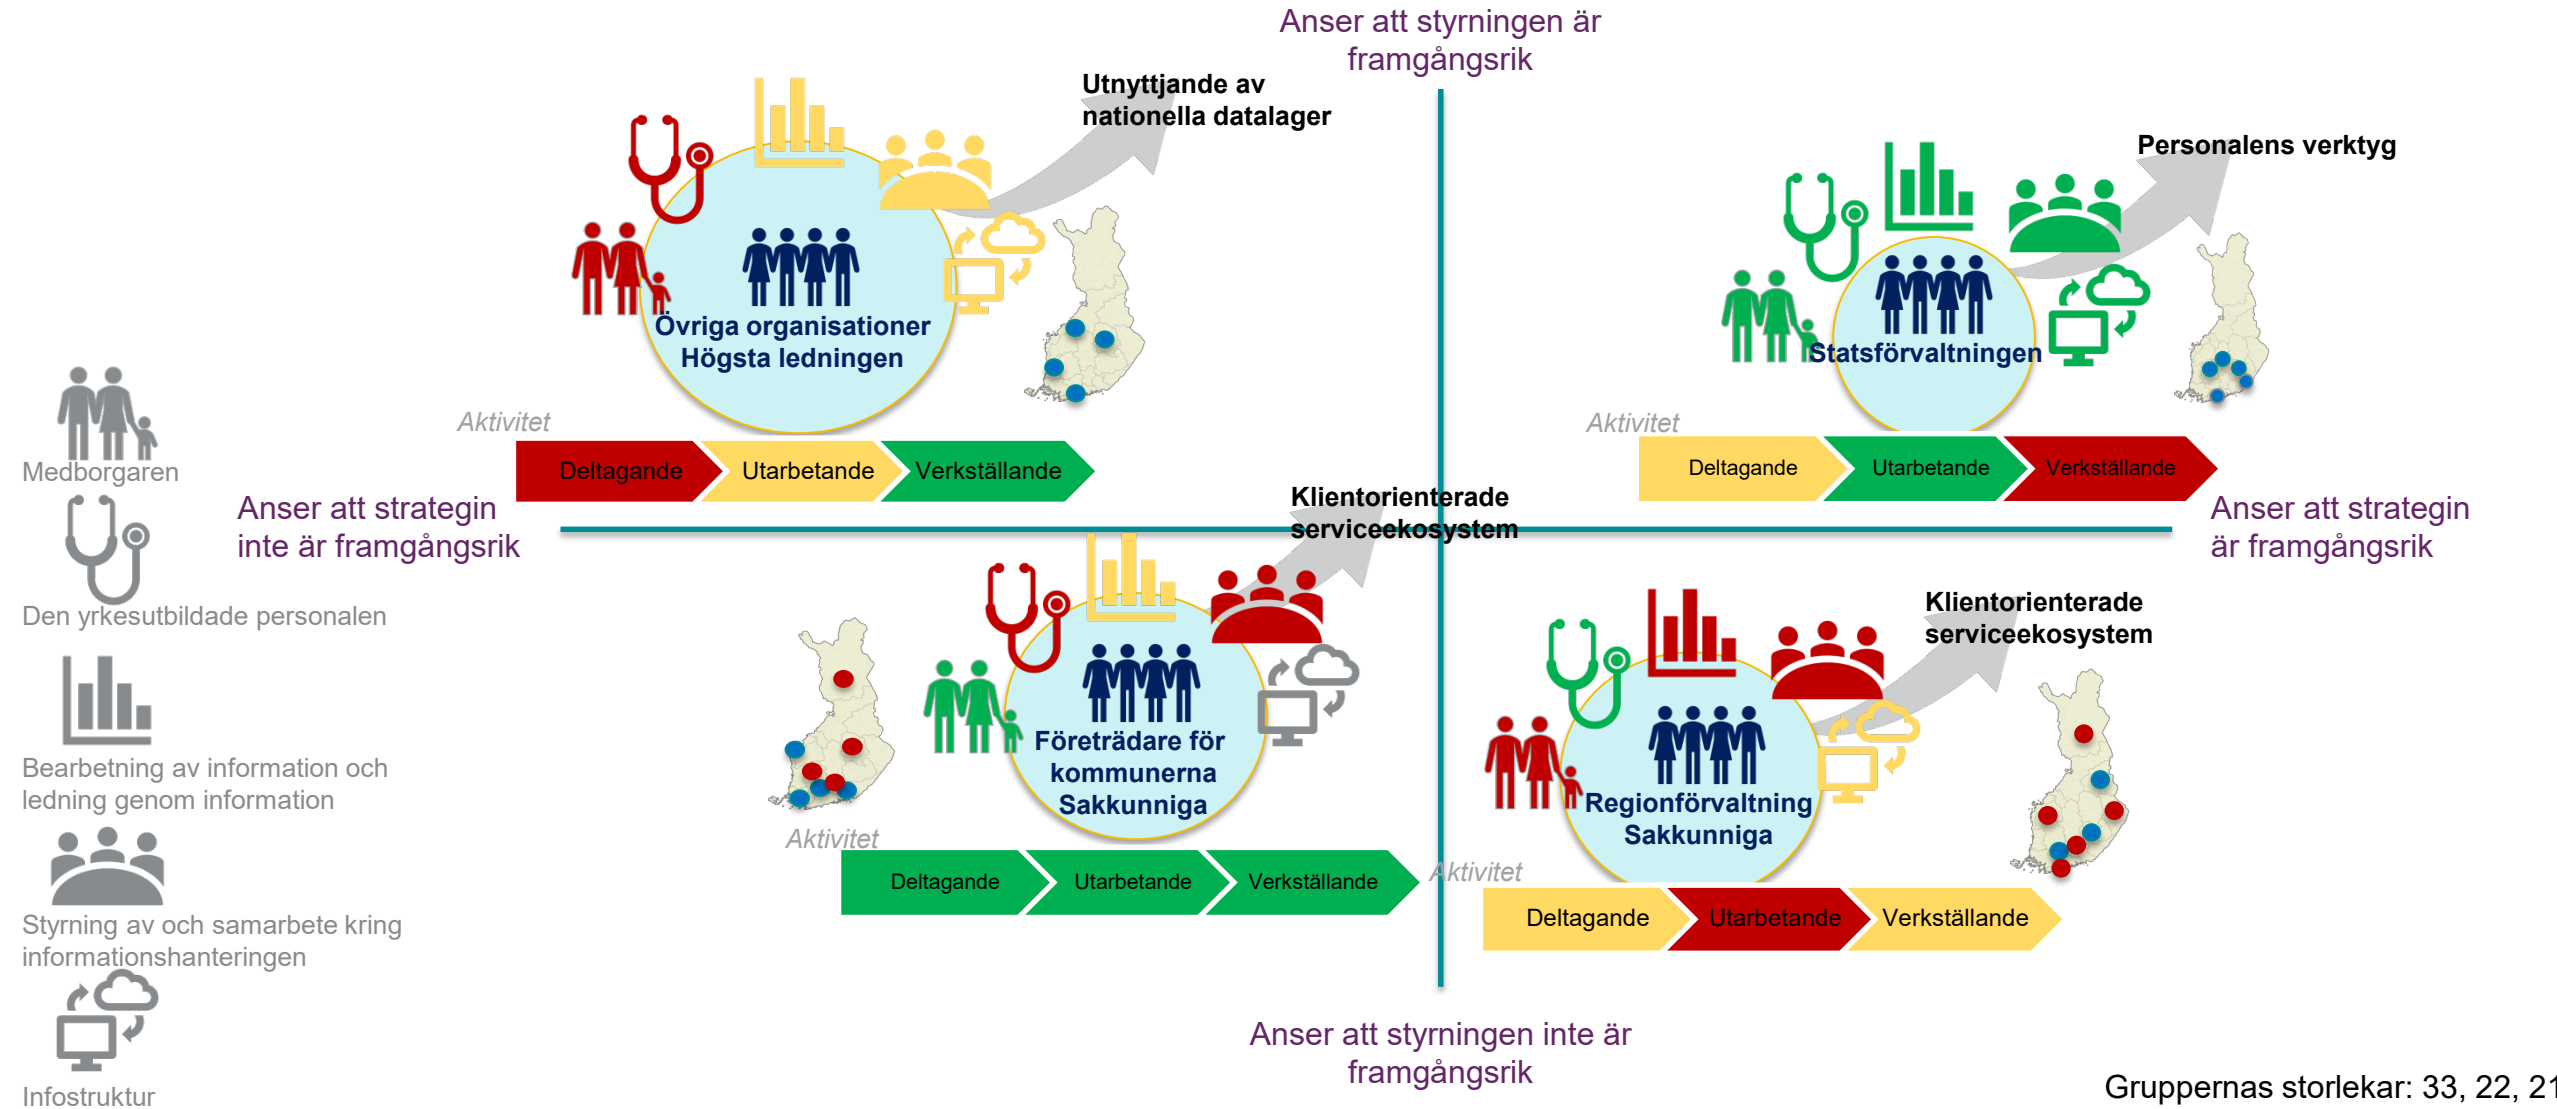 Anser att styrningen är
framgångsrik
Utnyttjande av
nationella datalager
Personalens verktyg
Övriga organisationer
Högsta ledningen
Statsförvaltningen
Aktivitet
Deltagande
Utarbetande
Verkställande
Aktivitet
Deltagande
Utarbetande
Verkställande
Medborgaren
Den yrkesutbildade personalen
Bearbetning av information och
ledning genom information
Styrning av och samarbete kring
informationshanteringen
Infostruktur
Anser att strategin
inte är framgångsrik
Klientorienterade
serviceekosystem
Anser att strategin
är framgångsrik
Klientorienterade
serviceekosystem
Företrädare för
kommunerna
Sakkunniga
Regionförvaltning
Sakkunniga
Aktivitet
Deltagande
Utarbetande
Verkställande
Aktivitet
Deltagande
Utarbetande
Verkställande
Anser att styrningen inte är
framgångsrik
Gruppernas storlekar: 33, 22, 21